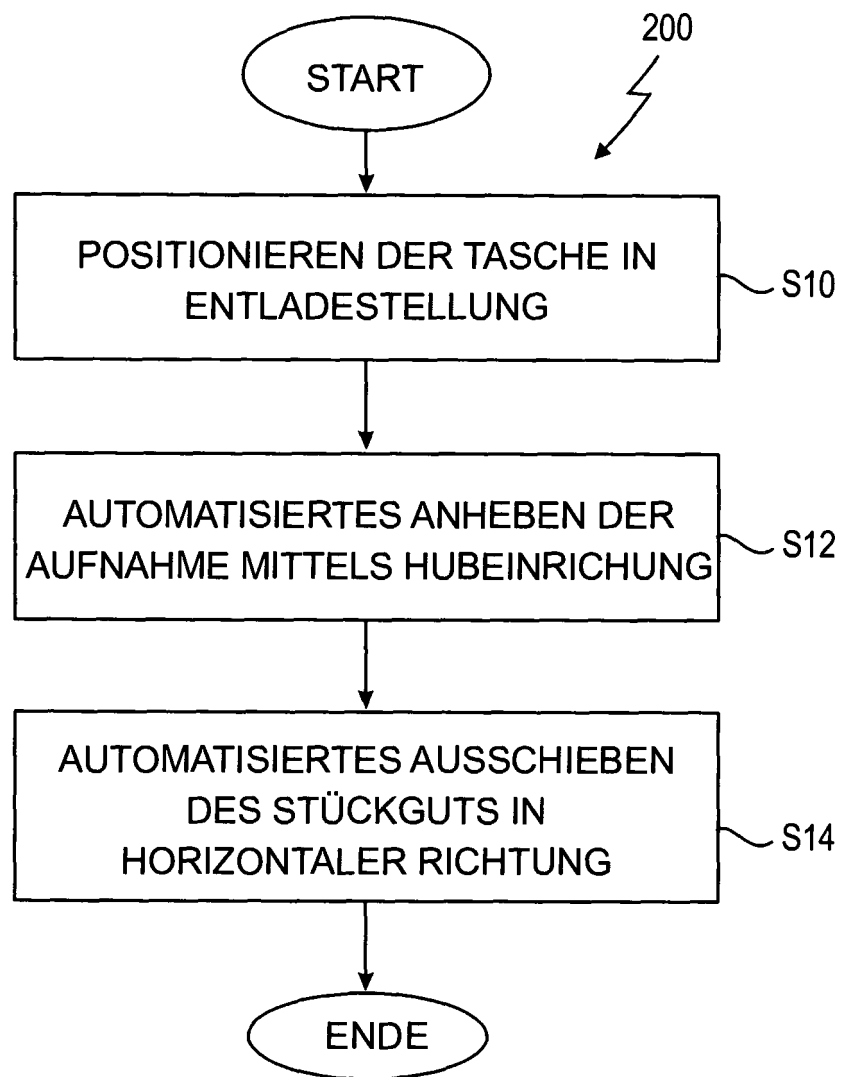 200
START
POSITIONIEREN DER TASCHE IN
ENTLADESTELLUNG
S10
AUTOMATISIERTES ANHEBEN DER
AUFNAHME MITTELS HUBEINRICHUNG
S12
AUTOMATISIERTES AUSSCHIEBEN
DES STÜCKGUTS IN
HORIZONTALER RICHTUNG
S14
ENDE